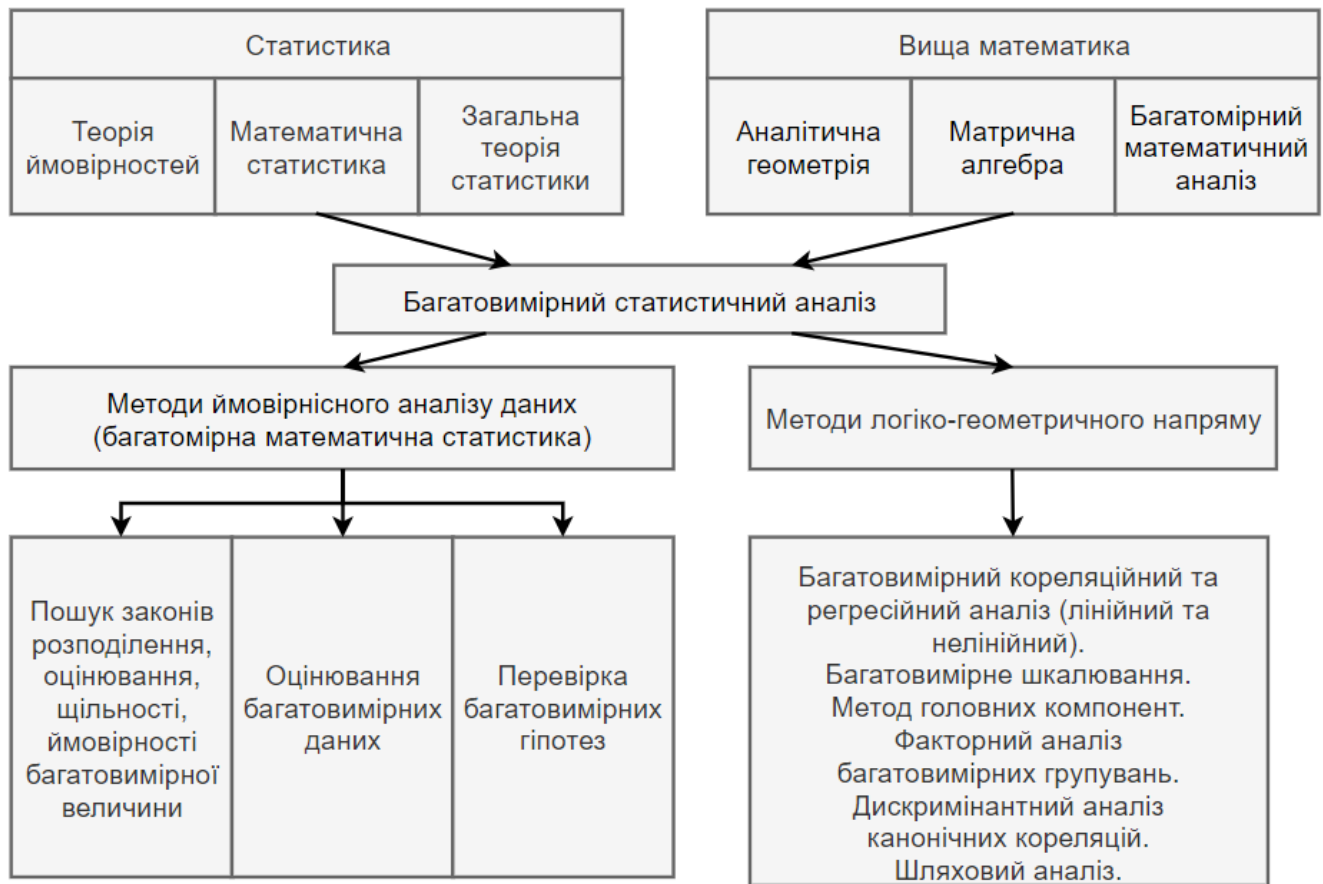 Статистика
Вища математика
Теорія
ймовірностей
Математична
статистика
Загальна
теорія
статистики
Аналітична
геометрія
Матрична
алгебра
Багатомірний
математичний
аналіз
Багатовимірний статистичний аналіз
Методи ймовірнісного аналізу даних
(багатомірна математична статистика)
Методи логіко-геометричного напряму
Пошук законів
розподілення,
оцінювання,
щільності,
ймовірності
багатовимірної
величини
Оцінювання
багатовимірних
даних
Перевірка
багатовимірних
гіпотез
Багатовимірний кореляційний та
регресійний аналіз (лінійний та
нелінійний).
Багатовимірне шкалювання.
Метод головних компонент.
Факторний аналіз
багатовимірних групувань.
Дискримінантний аналіз
канонічних кореляцій.
Шляховий аналіз.